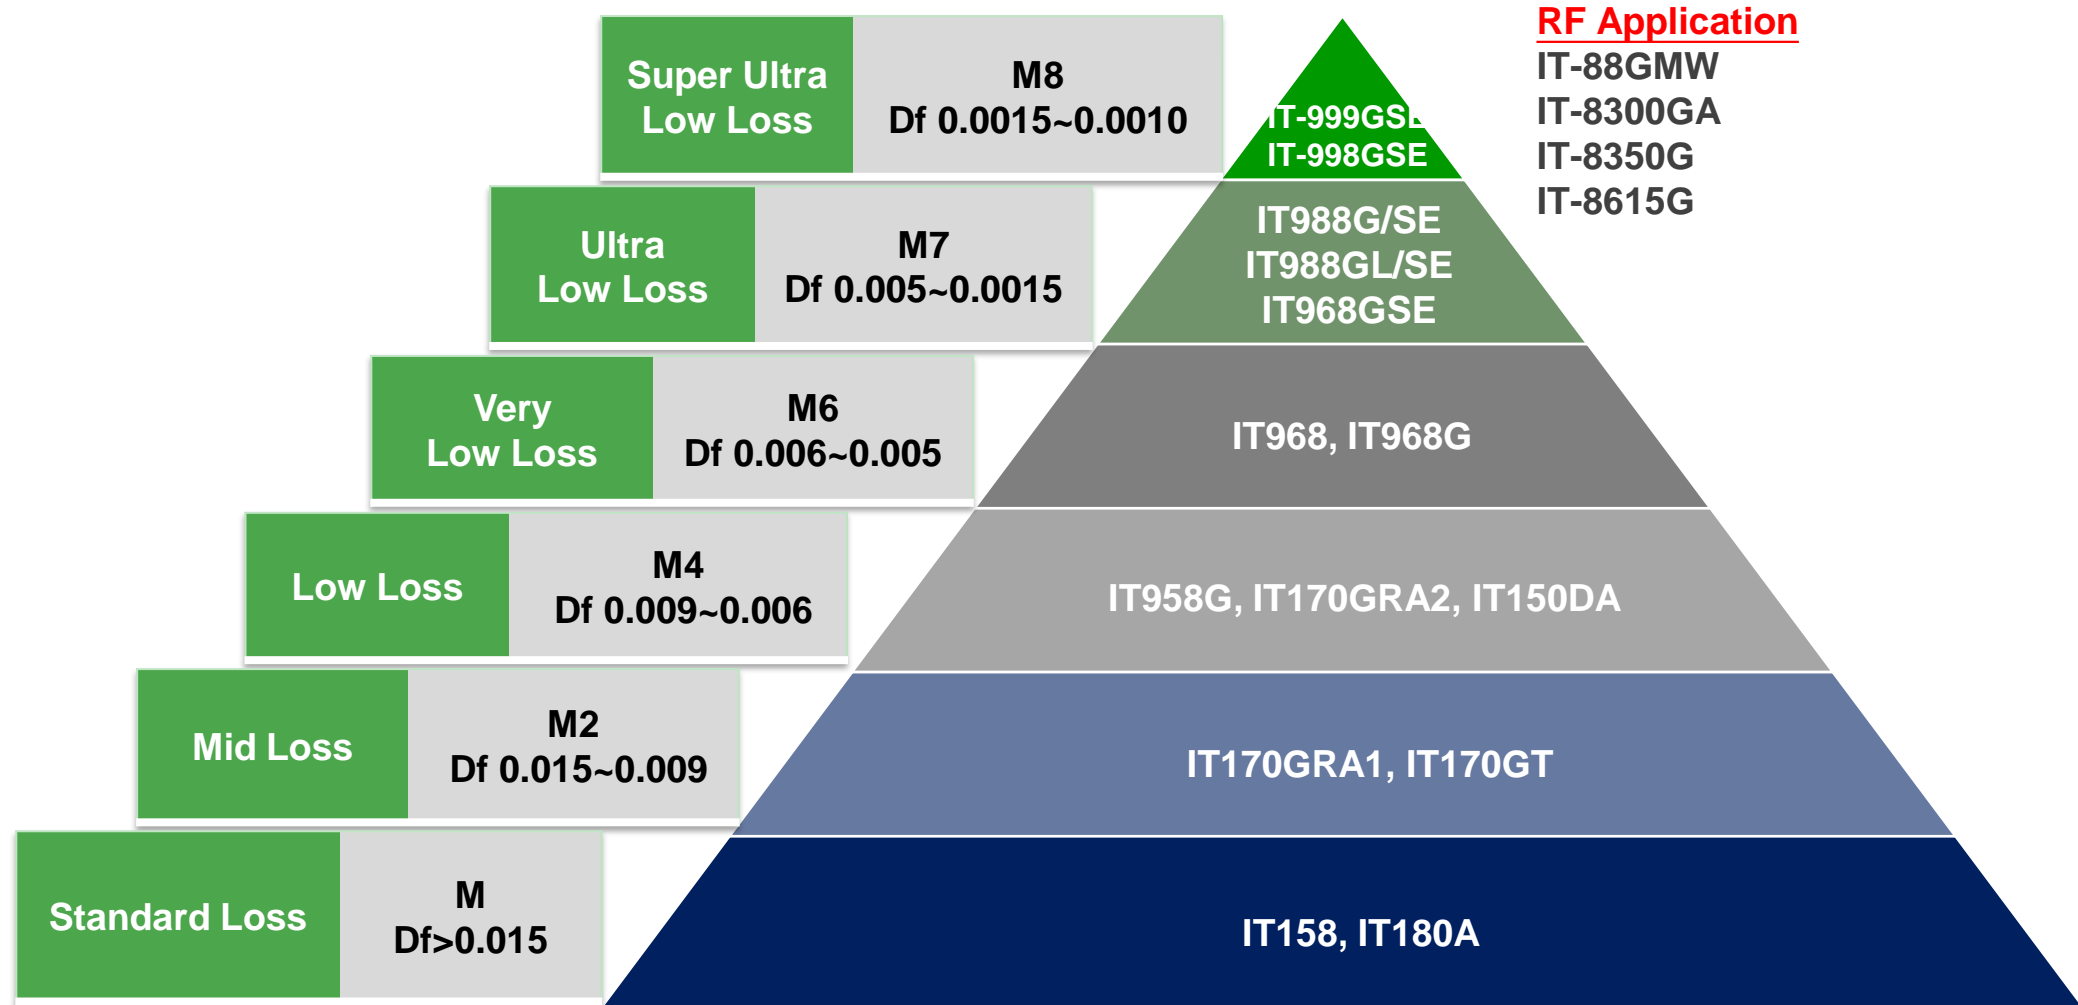 RF Application
IT-88GMW
IT-8300GA
IT-8350G
IT-8615G
Super Ultra
Low Loss
M8
Df 0.0015~0.0010
IT-999GSE
IT-998GSE
Ultra
Low Loss
M7
Df 0.005~0.0015
IT988G/SE
IT988GL/SE
IT968GSE
Very
Low Loss
M6
Df 0.006~0.005
IT968, IT968G
Low Loss
M4
Df 0.009~0.006
IT958G, IT170GRA2, IT150DA
Mid Loss
M2
Df 0.015~0.009
IT170GRA1, IT170GT
Standard Loss
M
Df>0.015
IT158, IT180A